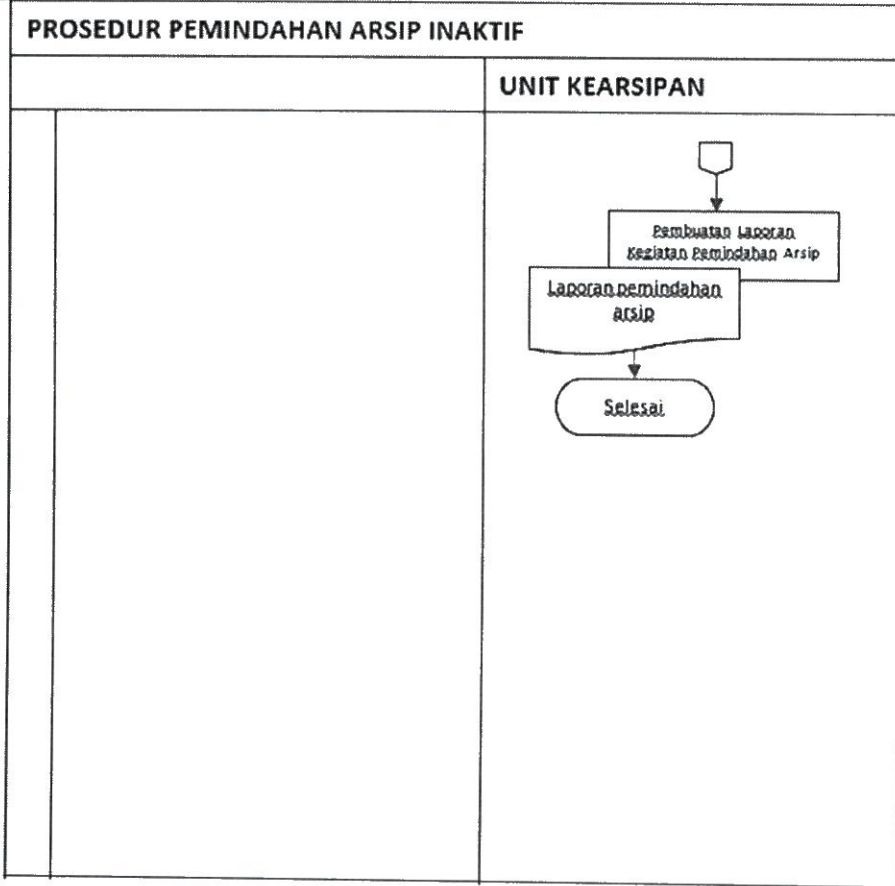 PROSEDUR PEMINDAHAN ARSIP INAKTIF
UNIT KEARSIPAN
Pembuatan Laporan
Kegiatan Pemindahan Arsip
Laporan pemindahan
arsip
Selesai